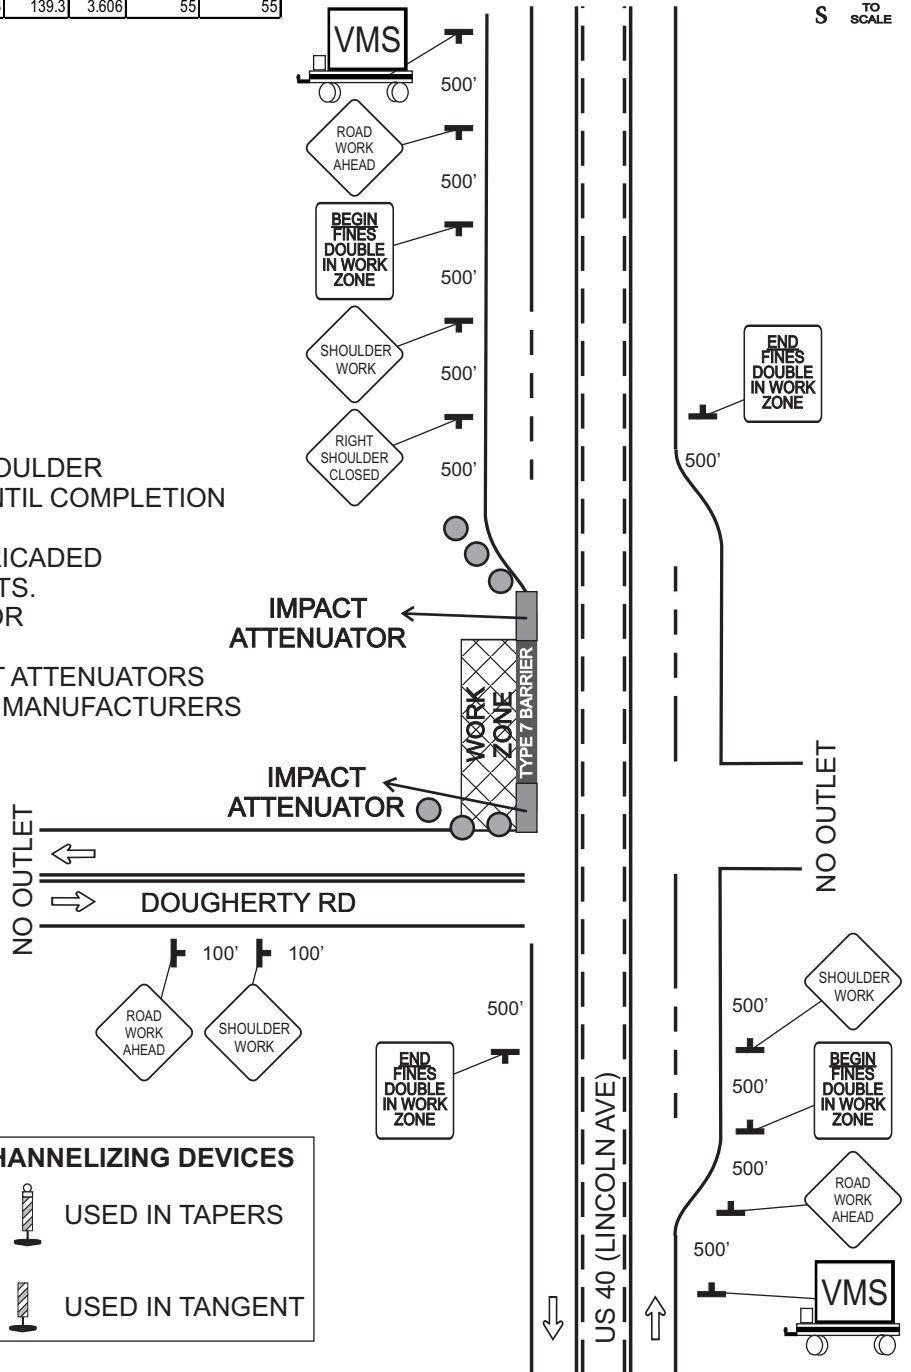 139.3 3.606 55 55
S
TO
SCALE
VMS
500'
ROAD
WORK
AHEAD
500'
BEGIN
FINES
DOUBLE
IN WORK
ZONE
500'
SHOULDER
WORK
500'
RIGHT
SHOULDER
CLOSED
500'
END
FINES
DOUBLE
IN WORK
ZONE
500'
OULDER
NTIL COMPLETION
RICADED
TS.
OR
T ATTENUATORS
MANUFACTURERS
IMPACT
ATTENUATOR
WORK
ZONE
TYPE 7 BARRIER
IMPACT
ATTENUATOR
NO OUTLET
NO OUTLET
DOUGHERTY RD
100' 100'
ROAD
WORK
AHEAD
SHOULDER
WORK
500'
END
FINES
DOUBLE
IN WORK
ZONE
US 40 (LINCOLN AVE)
SHOULDER
WORK
500'
500'
BEGIN
FINES
DOUBLE
IN WORK
ZONE
500'
ROAD
WORK
AHEAD
500'
VMS
HANNELIZING DEVICES
USED IN TAPERS
USED IN TANGENT